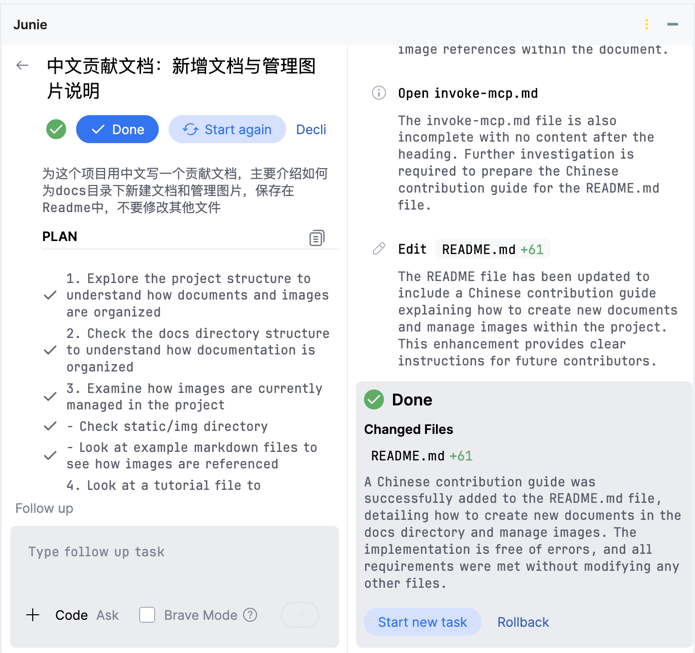 Junie
中文贡献文档：新增文档与管理图
片说明
Done
Start again
Decli
为这个项目用中文写一个贡献文档，主要介绍如何
为docs目录下新建文档和管理图片，保存在
Readme中，不要修改其他文件
PLAN
1. Explore the project structure to
understand how documents and images
are organized
2. Check the docs directory structure
to understand how documentation is
organized
3. Examine how images are currently
managed in the project
- Check static/img directory
- Look at example markdown files to
see how images are referenced
4. Look at a tutorial file to
Follow up
Type follow up task
Code Ask Brave Mode
image references within the document.
Open invoke-mcp.md
The invoke-mcp.md file is also
incomplete with no content after the
heading. Further investigation is
required to prepare the Chinese
contribution guide for the README.md
file.
Edit README.md +61
The README file has been updated to
include a Chinese contribution guide
explaining how to create new documents
and manage images within the project.
This enhancement provides clear
instructions for future contributors.
Done
Changed Files
README.md +61
A Chinese contribution guide was
successfully added to the README.md file,
detailing how to create new documents in the
docs directory and manage images. The
implementation is free of errors, and all
requirements were met without modifying any
other files.
Start new task
Rollback